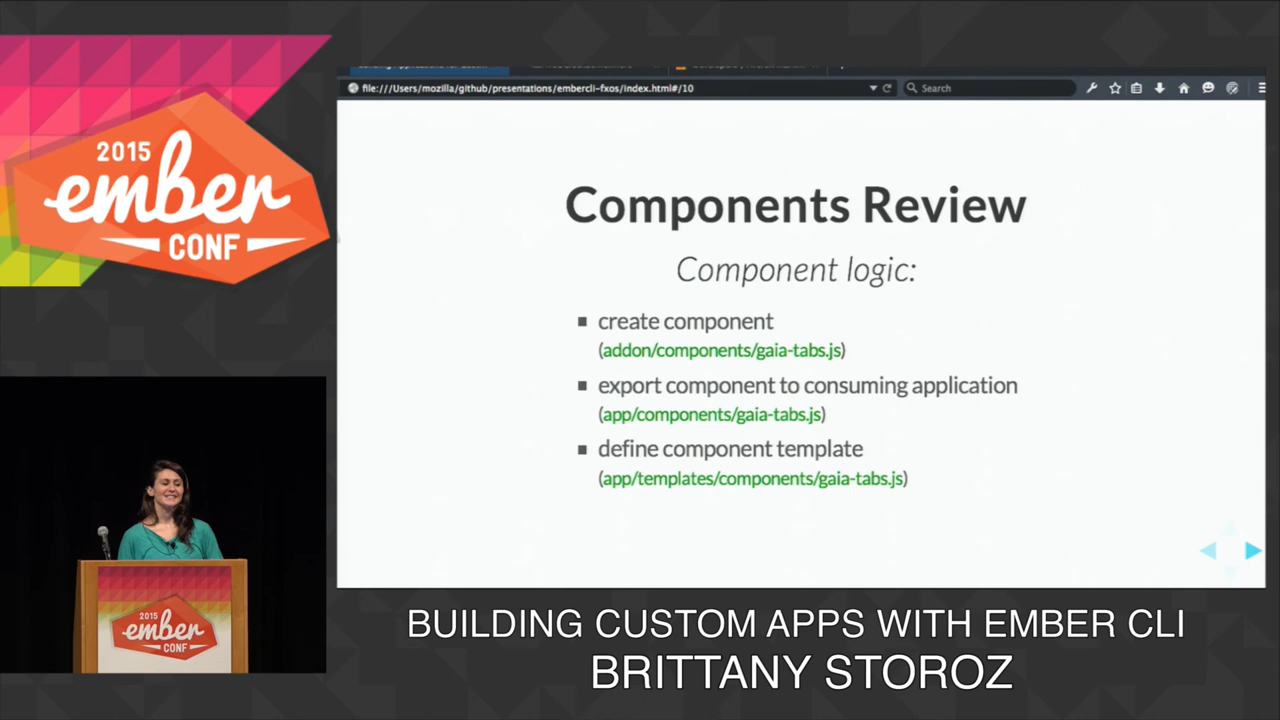 2015
ember
CONF
file:///Users/mozilla/github/presentations/embercli-fxos/index.html#/10
Search
Components Review
Component logic:
create component
(addon/components/gaia-tabs.js)
export component to consuming application
(app/components/gaia-tabs.js)
define component template
(app/templates/components/gaia-tabs.js)
2015
ember
CONF
BUILDING CUSTOM APPS WITH EMBER CLI
BRITTANY STOROZ